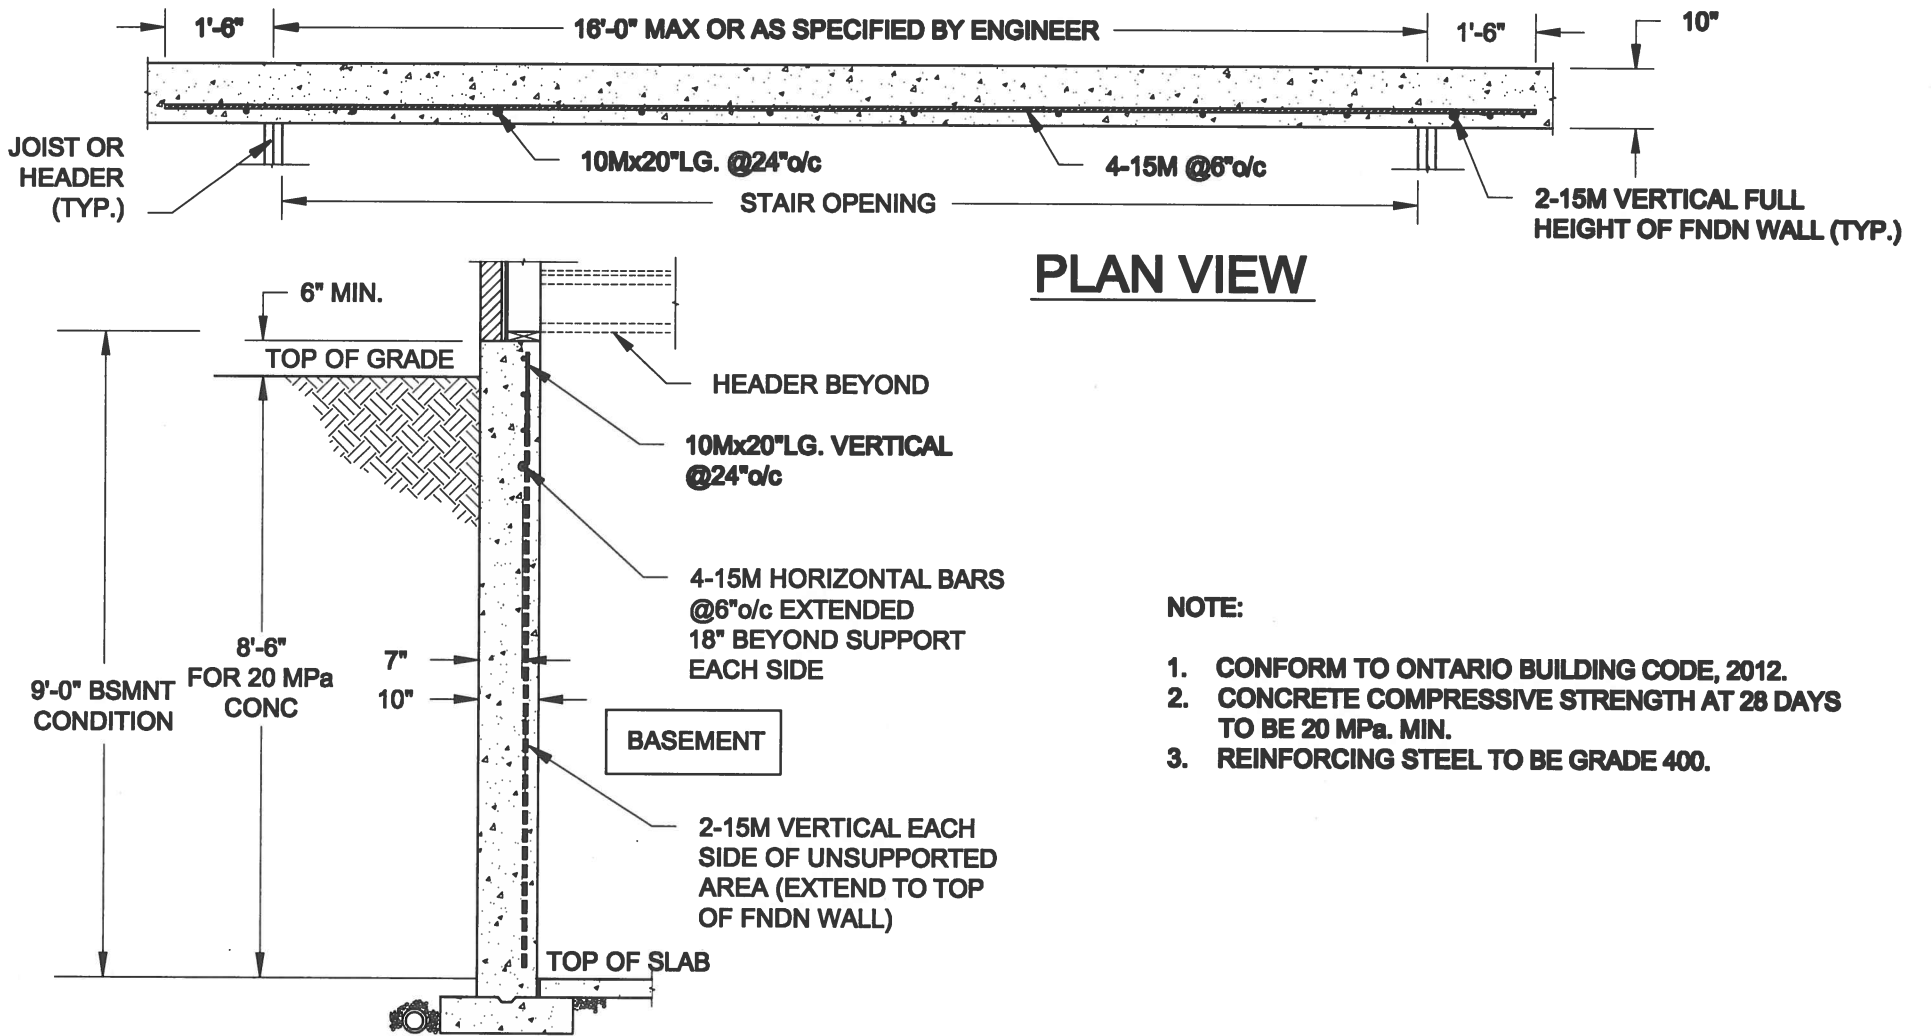 1'-6"
16'-0" MAX OR AS SPECIFIED BY ENGINEER
1'-6"
10"
JOIST OR
HEADER
(TYP.)
10Mx20"LG. @24"o/c
4-15M @6"o/c
STAIR OPENING
2-15M VERTICAL FULL
HEIGHT OF FNDN WALL (TYP.)
PLAN VIEW
6" MIN.
TOP OF GRADE
HEADER BEYOND
10Mx20"LG. VERTICAL
@24"o/c
4-15M HORIZONTAL BARS
@6"o/c EXTENDED
18" BEYOND SUPPORT
EACH SIDE
9'-0" BSMNT
CONDITION
8'-6"
FOR 20 MPa
CONC
7"
10"
BASEMENT
2-15M VERTICAL EACH
SIDE OF UNSUPPORTED
AREA (EXTEND TO TOP
OF FNDN WALL)
TOP OF SLAB
NOTE:
1. CONFORM TO ONTARIO BUILDING CODE, 2012.
2. CONCRETE COMPRESSIVE STRENGTH AT 28 DAYS
TO BE 20 MPa. MIN.
3. REINFORCING STEEL TO BE GRADE 400.